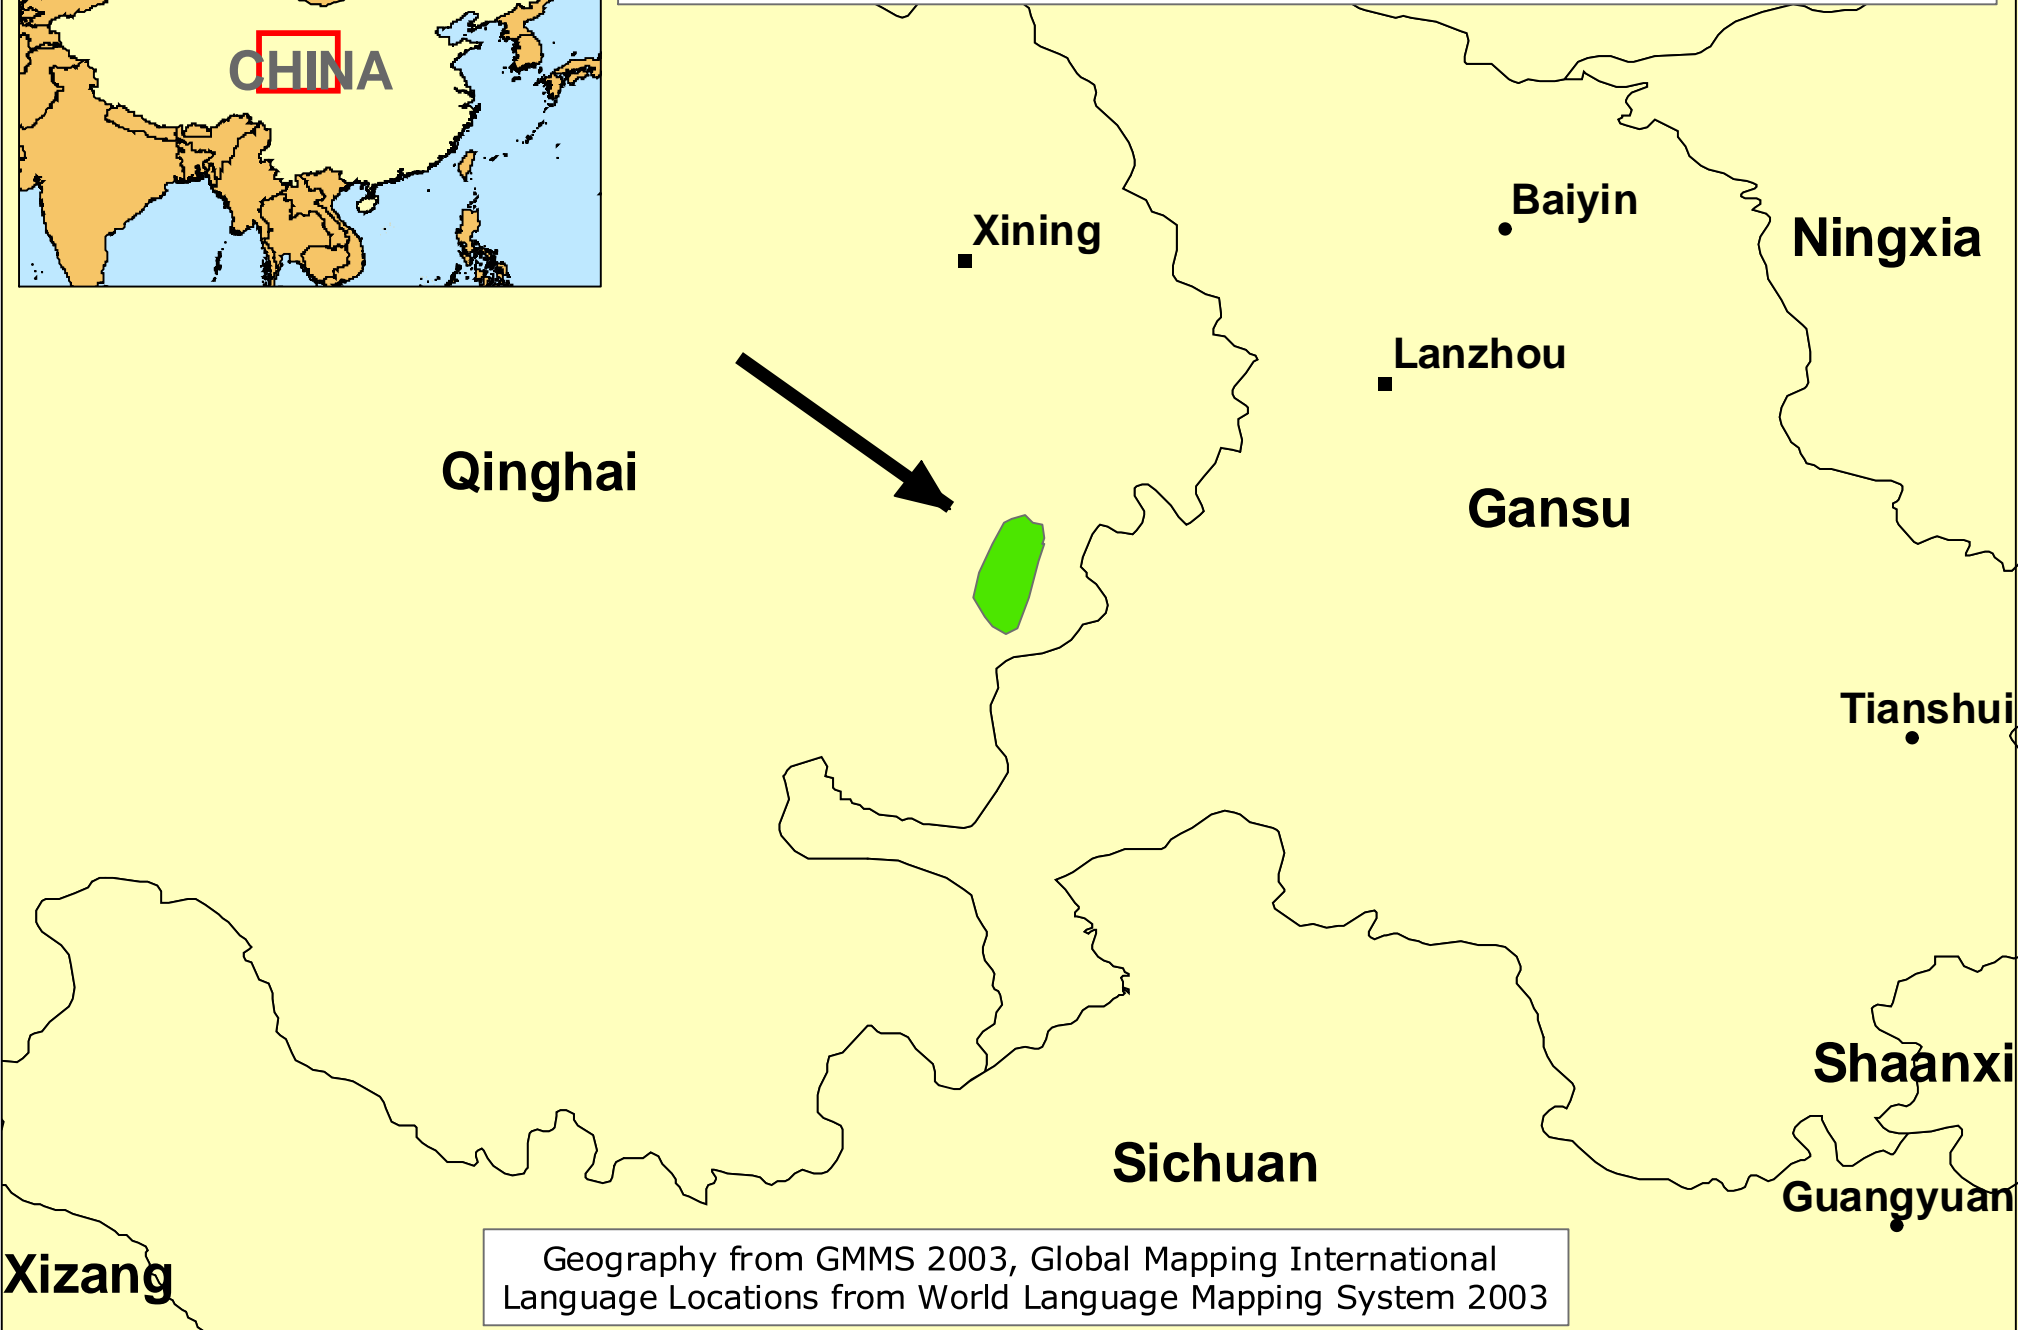 CHINA
Xining
Baiyin
Ningxia
Lanzhou
Qinghai
Gansu
Tianshui
Shaanxi
Sichuan
Guangyuan
Xizang
Geography from GMMS 2003, Global Mapping International
Language Locations from World Language Mapping System 2003